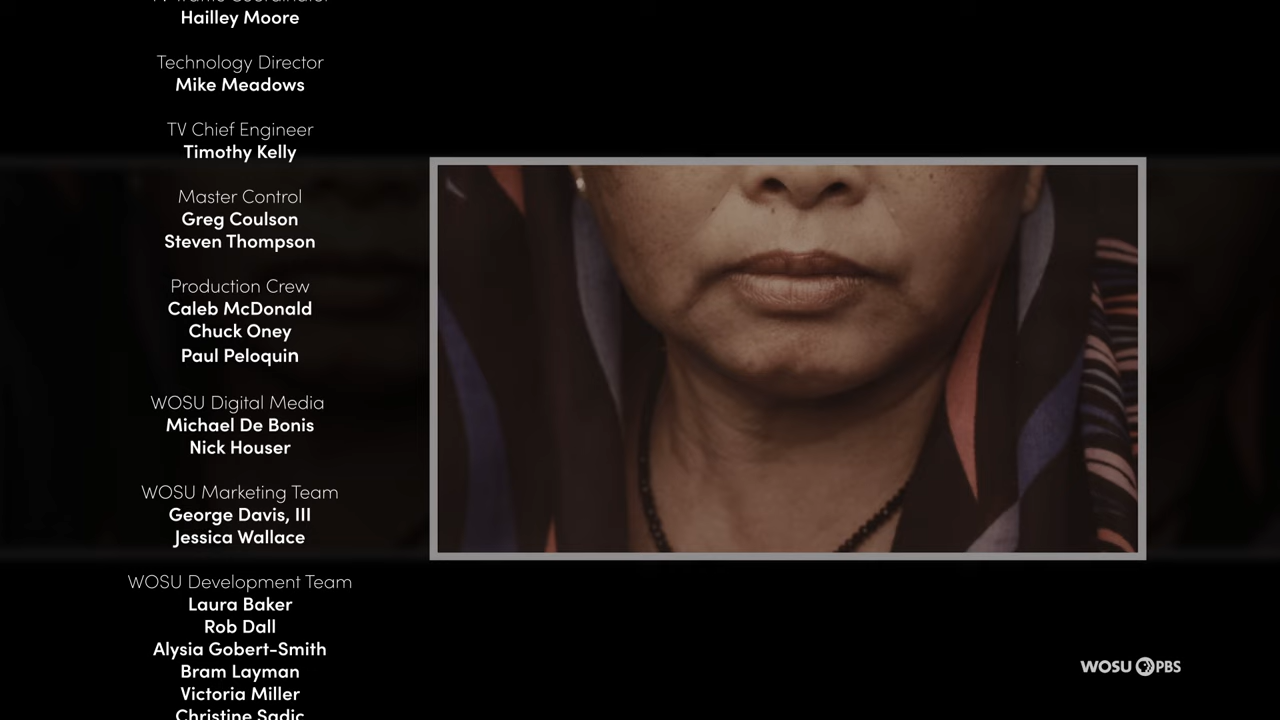 TV Traffic Coordinator
Hailley Moore
Technology Director
Mike Meadows
TV Chief Engineer
Timothy Kelly
Master Control
Greg Coulson
Steven Thompson
Production Crew
Caleb McDonald
Chuck Oney
Paul Peloquin
WOSU Digital Media
Michael De Bonis
Nick Houser
WOSU Marketing Team
George Davis, III
Jessica Wallace
WOSU Development Team
Laura Baker
Rob Dall
Alysia Gobert-Smith
Bram Layman
Victoria Miller
Christine Sadic
WOSU PBS